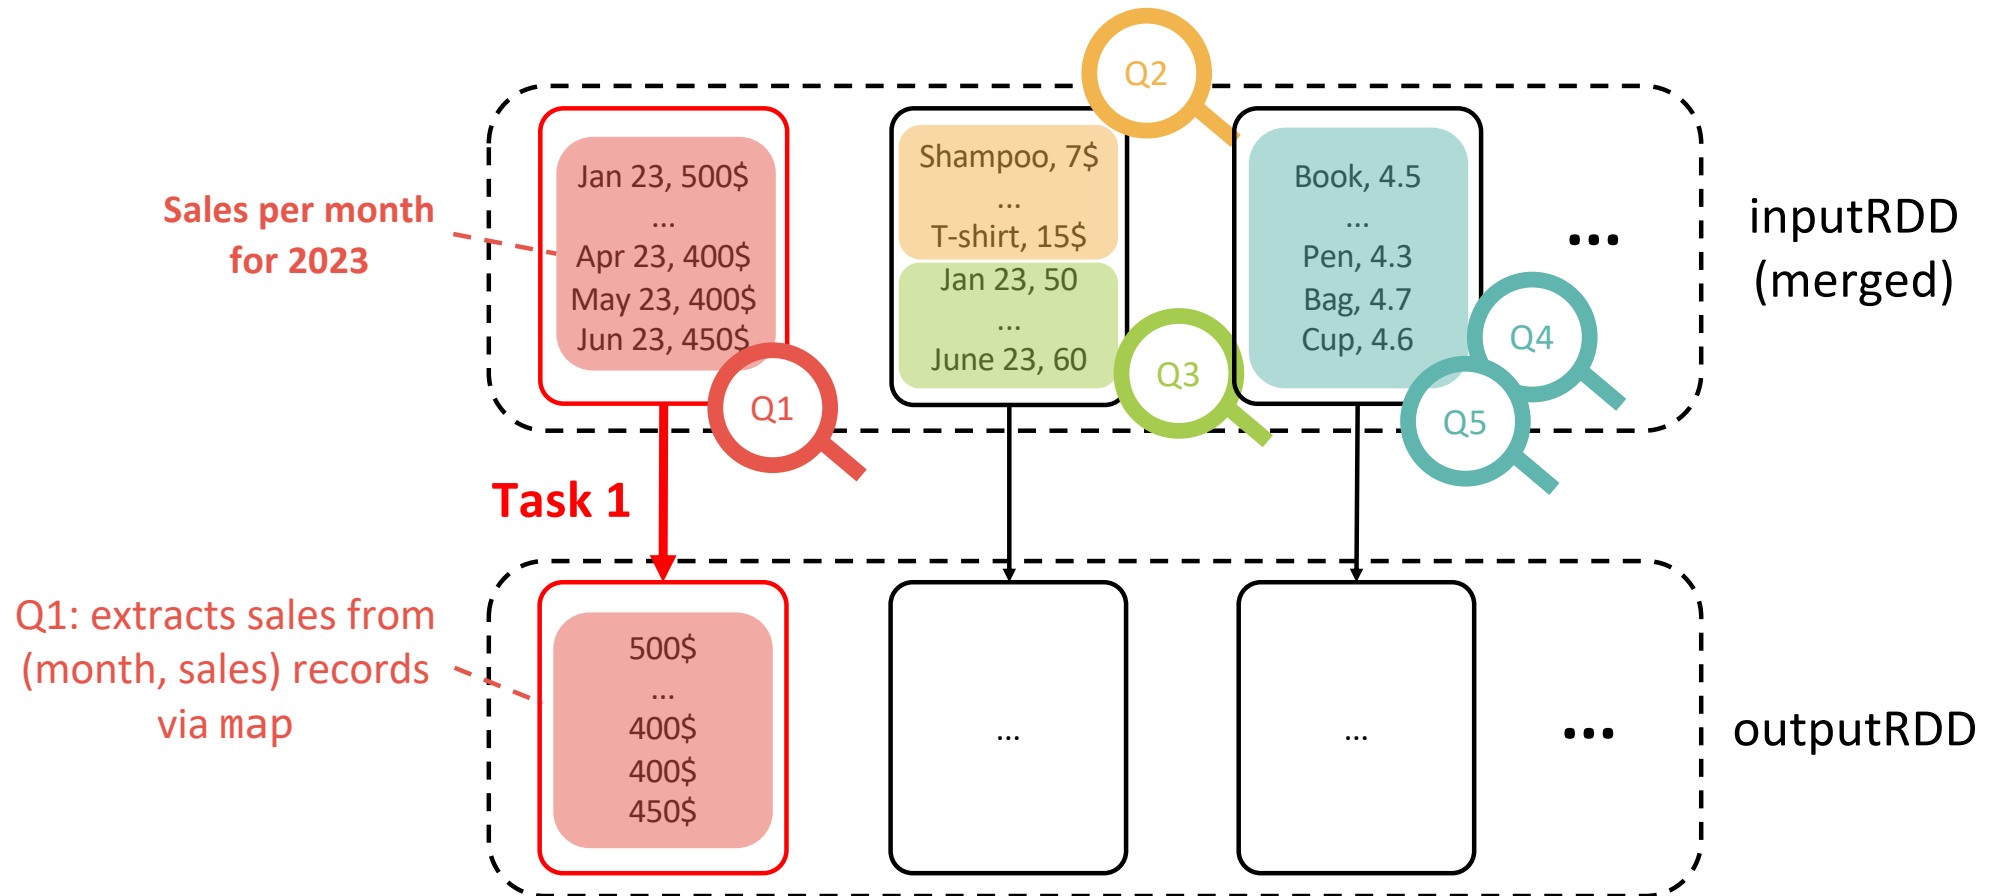 Q2
Sales per month
for 2023
Jan 23, 500$
...
Apr 23, 400$
May 23, 400$
Jun 23, 450$
Q1
Shampoo, 7$
...
T-shirt, 15$
Jan 23, 50
...
June 23, 60
Q3
Book, 4.5
...
Pen, 4.3
Bag, 4.7
Cup, 4.6
Q4
Q5
...
inputRDD
(merged)
Task 1
Q1: extracts sales from
(month, sales) records
via map
500$
...
400$
400$
450$
...
...
...
outputRDD